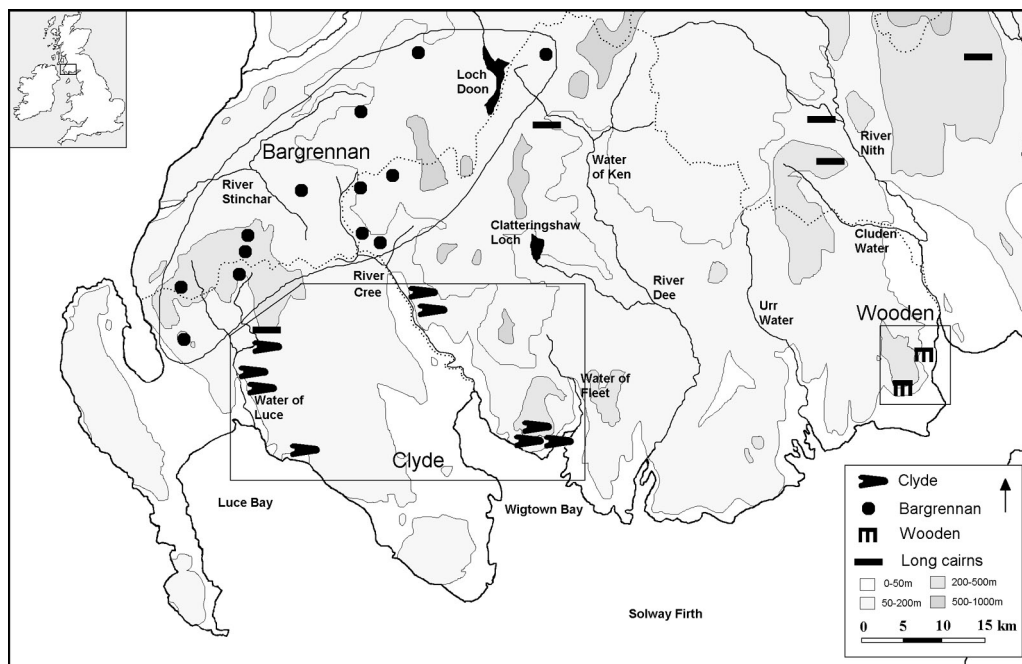 Loch
Doon
Bargrennan
River
Stinchar
Water
of Ken
River
Nith
Clatteringshaw
Loch
Cluden
Water
River
Cree
River
Dee
Urr
Water
Wooden
Water of
Luce
Water of
Fleet
Clyde
Luce Bay
Wigtown Bay
Solway Firth
Clyde
Bargrennan
Wooden
Long cairns
0-50m
200-500m
50-200m
500-1000m
0 5 10 15 km